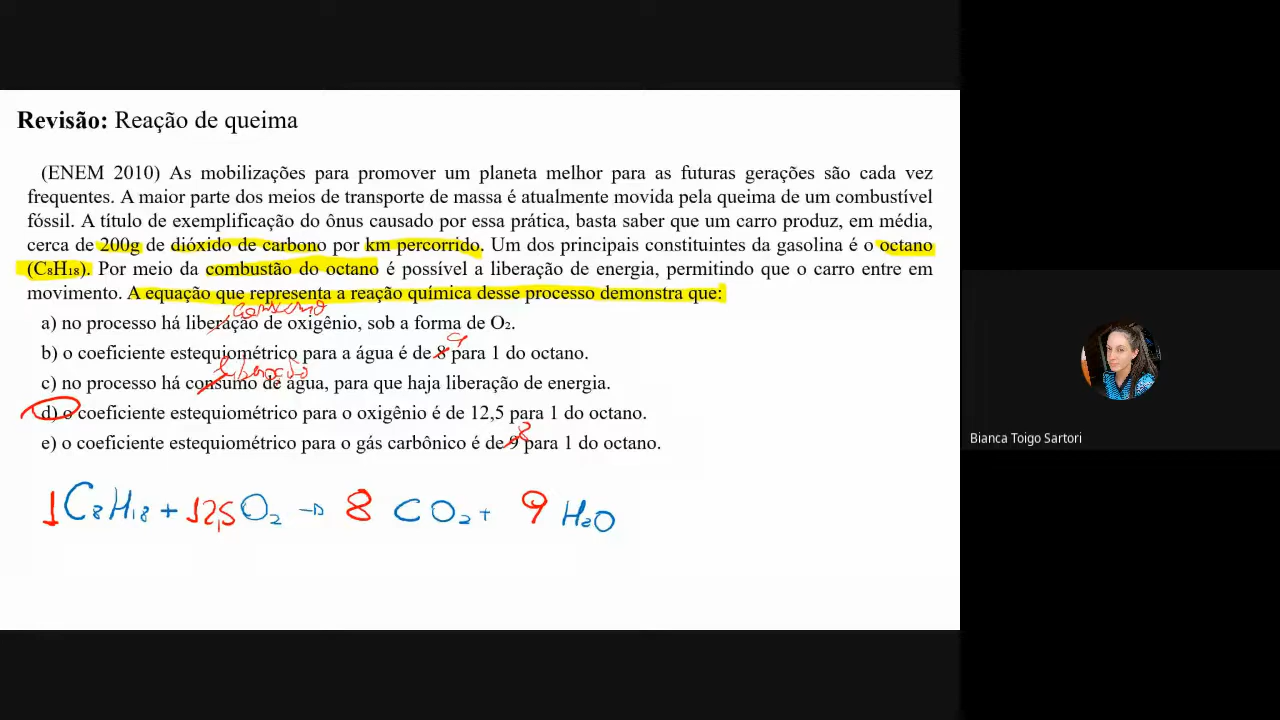 Revisão: Reação de queima
(ENEM 2010) As mobilizações para promover um planeta melhor para as futuras gerações são cada vez
frequentes. A maior parte dos meios de transporte de massa é atualmente movida pela queima de um combustível
fóssil. A título de exemplificação do ônus causado por essa prática, basta saber que um carro produz, em média,
cerca de 200g de dióxido de carbono por km percorrido. Um dos principais constituintes da gasolina é o octano
(C₈H₁₈). Por meio da combustão do octano é possível a liberação de energia, permitindo que o carro entre em
movimento. A equação que representa a reação química desse processo demonstra que:
consumo
a) no processo há liberação de oxigênio, sob a forma de O₂.
9
b) o coeficiente estequiométrico para a água é de 8 para 1 do octano.
liberação
c) no processo há consumo de água, para que haja liberação de energia.
d) o coeficiente estequiométrico para o oxigênio é de 12,5 para 1 do octano.
8
e) o coeficiente estequiométrico para o gás carbônico é de 9 para 1 do octano.
1 C₈H₁₈ + 12,5 O₂ → 8 CO₂ + 9 H₂O
Bianca Toigo Sartori